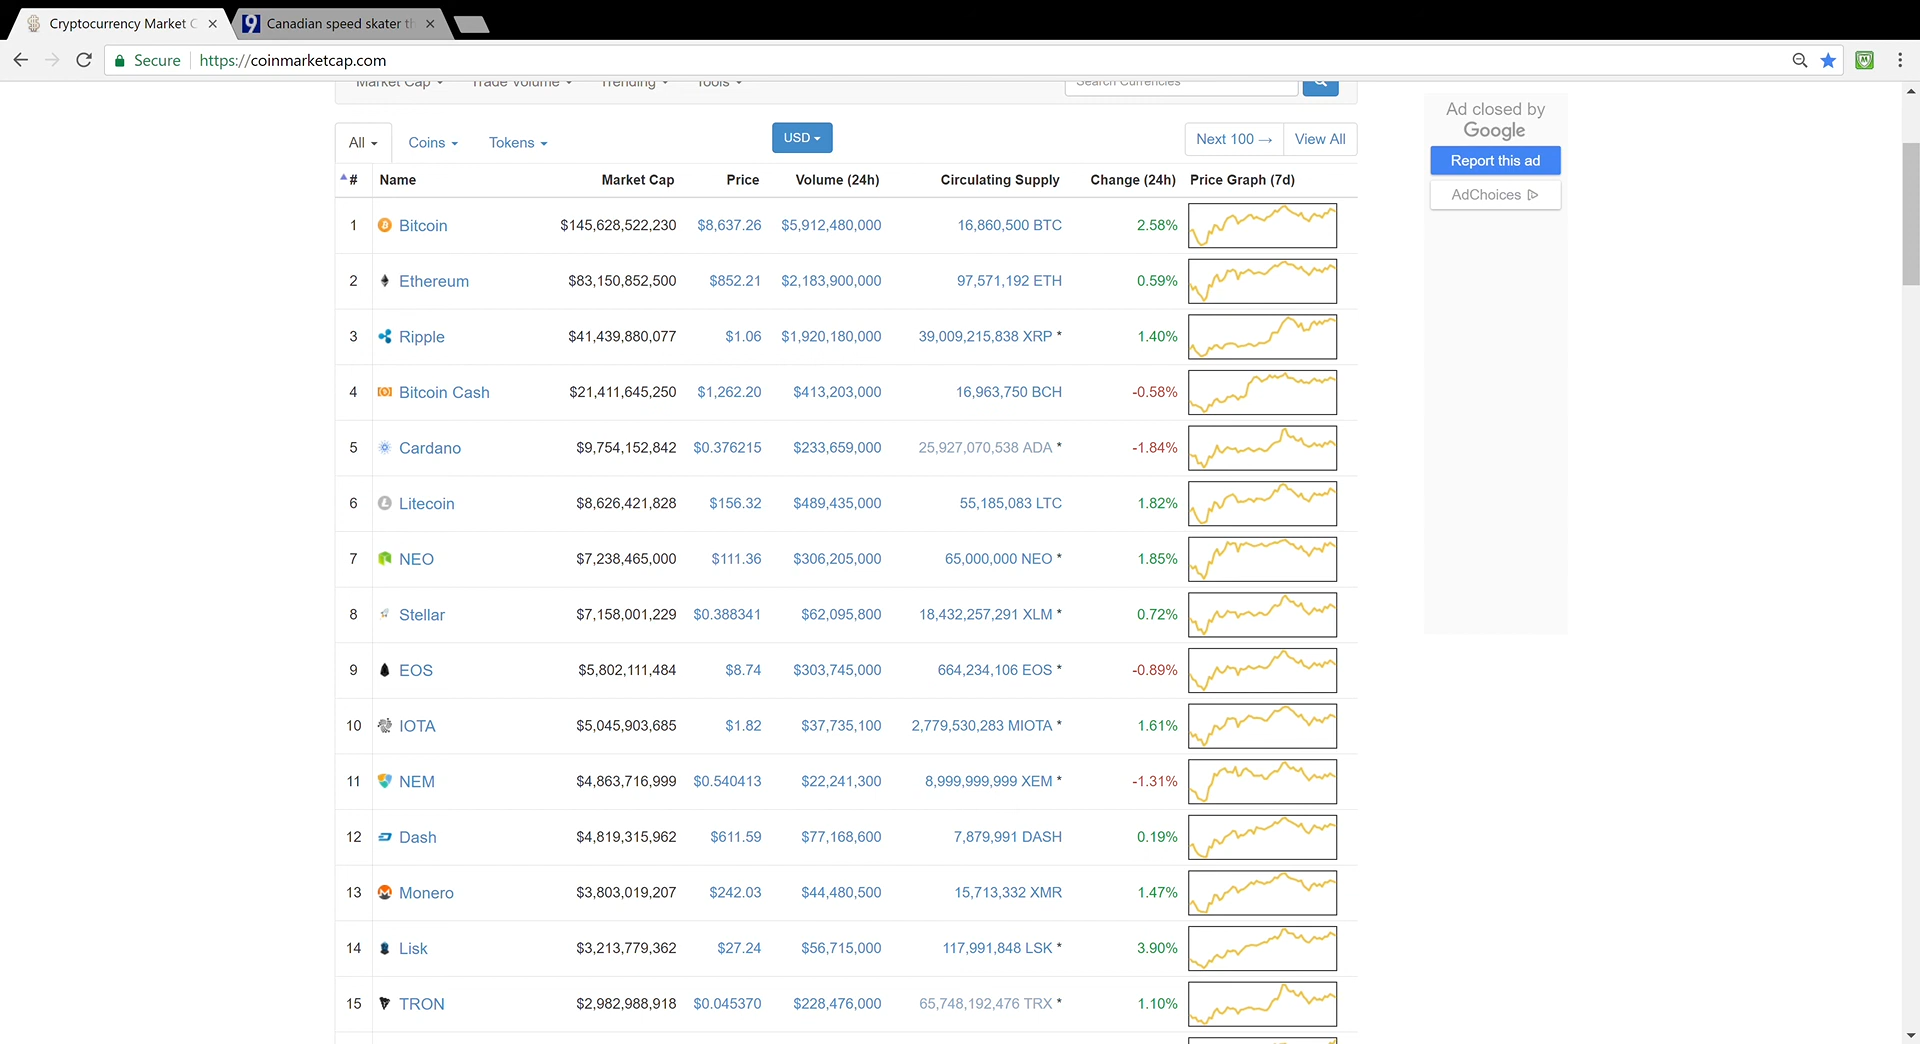 Cryptocurrency Market C
Canadian speed skater th
Secure https://coinmarketcap.com
Market Cap Trade Volume Trending Tools Search Currencies
All Coins Tokens USD Next 100 → View All
# Name Market Cap Price Volume (24h) Circulating Supply Change (24h) Price Graph (7d)
1 Bitcoin $145,628,522,230 $8,637.26 $5,912,480,000 16,860,500 BTC 2.58%
2 Ethereum $83,150,852,500 $852.21 $2,183,900,000 97,571,192 ETH 0.59%
3 Ripple $41,439,880,077 $1.06 $1,920,180,000 39,009,215,838 XRP * 1.40%
4 Bitcoin Cash $21,411,645,250 $1,262.20 $413,203,000 16,963,750 BCH -0.58%
5 Cardano $9,754,152,842 $0.376215 $233,659,000 25,927,070,538 ADA * -1.84%
6 Litecoin $8,626,421,828 $156.32 $489,435,000 55,185,083 LTC 1.82%
7 NEO $7,238,465,000 $111.36 $306,205,000 65,000,000 NEO * 1.85%
8 Stellar $7,158,001,229 $0.388341 $62,095,800 18,432,257,291 XLM * 0.72%
9 EOS $5,802,111,484 $8.74 $303,745,000 664,234,106 EOS * -0.89%
10 IOTA $5,045,903,685 $1.82 $37,735,100 2,779,530,283 MIOTA * 1.61%
11 NEM $4,863,716,999 $0.540413 $22,241,300 8,999,999,999 XEM * -1.31%
12 Dash $4,819,315,962 $611.59 $77,168,600 7,879,991 DASH 0.19%
13 Monero $3,803,019,207 $242.03 $44,480,500 15,713,332 XMR 1.47%
14 Lisk $3,213,779,362 $27.24 $56,715,000 117,991,848 LSK * 3.90%
15 TRON $2,982,988,918 $0.045370 $228,476,000 65,748,192,476 TRX * 1.10%
Ad closed by
Google
Report this ad
AdChoices